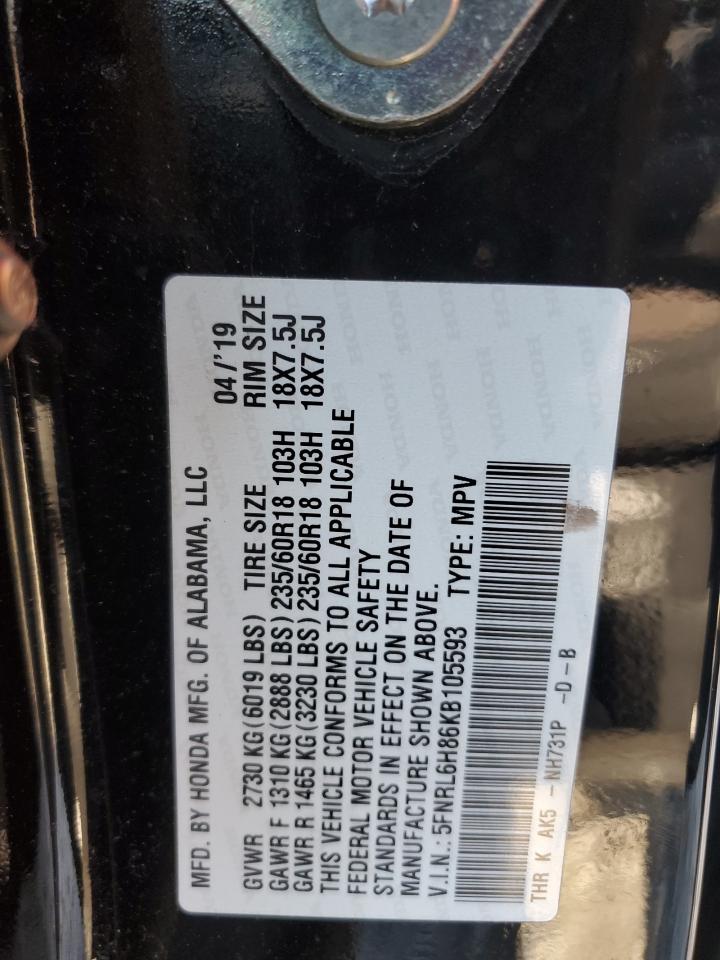 MFD. BY HONDA MFG. OF ALABAMA, LLC
04/'19
GVWR 2730 KG (6019 LBS) TIRE SIZE RIM SIZE
GAWR F 1310 KG (2888 LBS) 235/60R18 103H 18X7.5J
GAWR R 1465 KG (3230 LBS) 235/60R18 103H 18X7.5J
THIS VEHICLE CONFORMS TO ALL APPLICABLE
FEDERAL MOTOR VEHICLE SAFETY
STANDARDS IN EFFECT ON THE DATE OF
MANUFACTURE SHOWN ABOVE.
V.I.N.: 5FNRL6H86KB105593 TYPE: MPV
THR K AK5 -NH731P -D-B